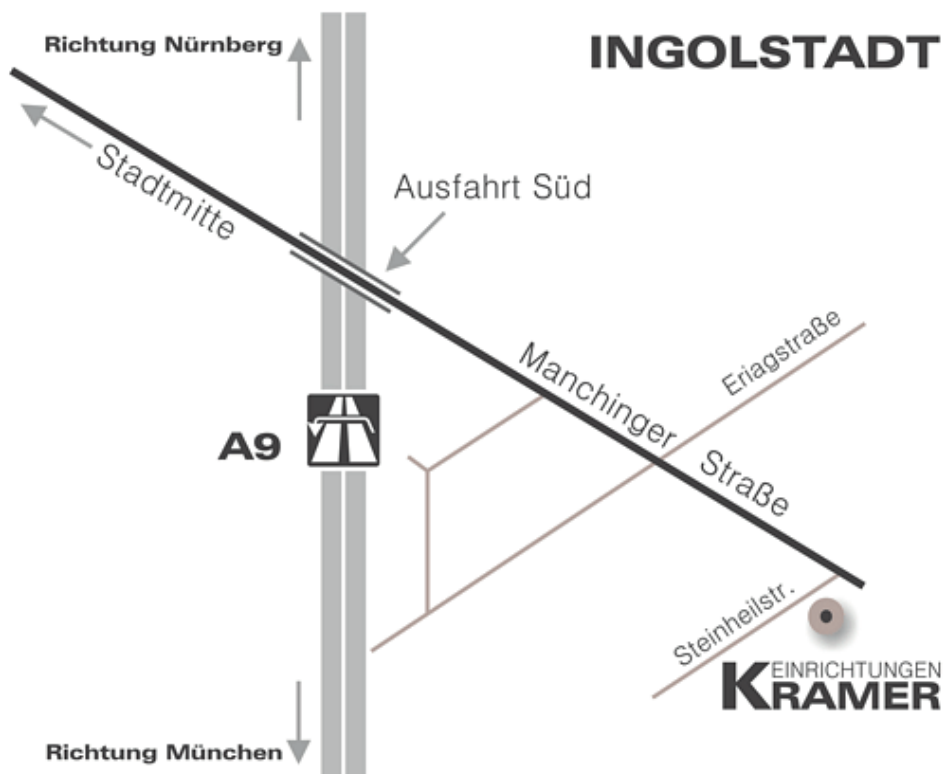 Richtung Nürnberg
INGOLSTADT
Stadtmitte
Ausfahrt Süd
Manchinger Straße
Eriagstraße
A9
Steinheilstr.
EINRICHTUNGEN
KRAMER
Richtung München